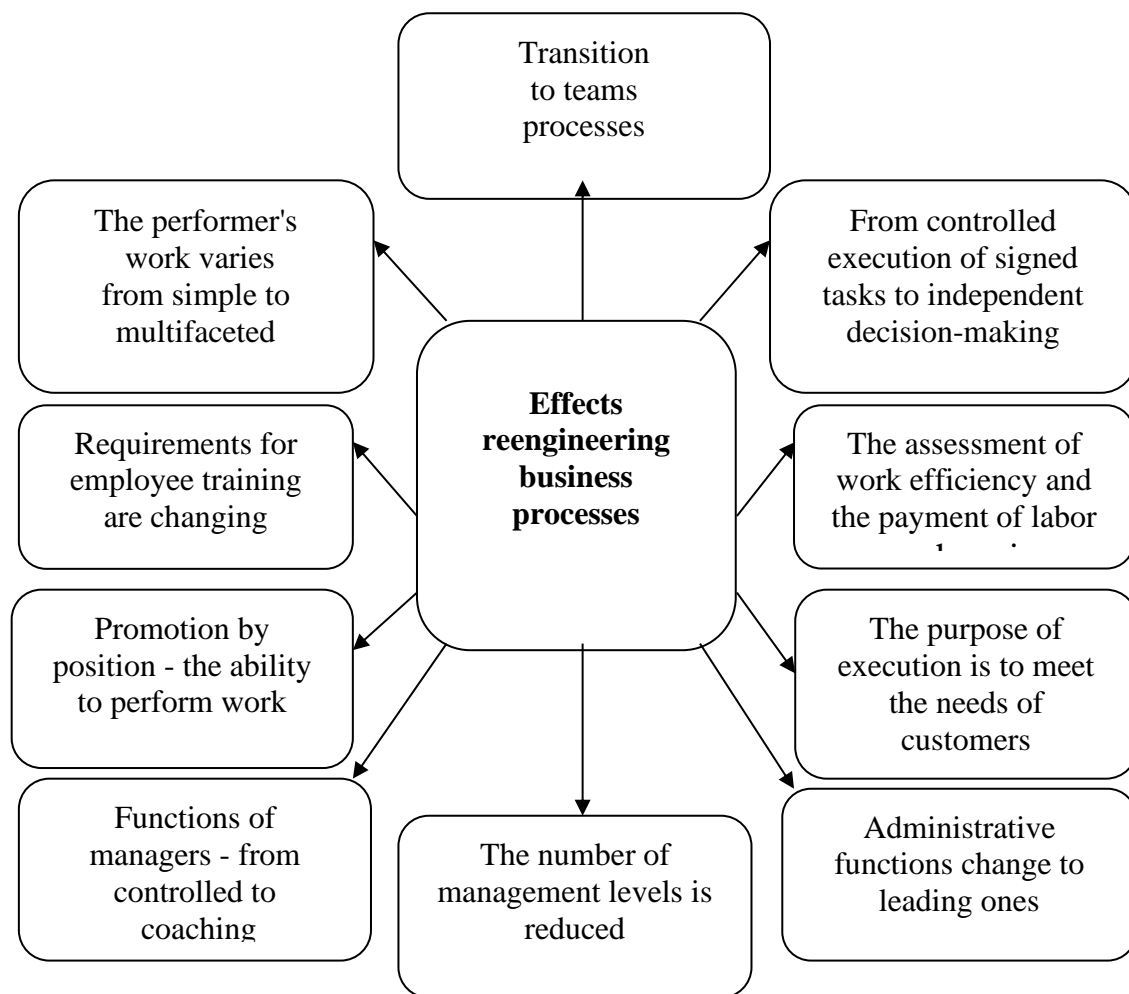 Transition
to teams
processes
The performer's
work varies
from simple to
multifaceted
From controlled
execution of signed
tasks to independent
decision-making
Effects
reengineering
business
processes
Requirements for
employee training
are changing
The assessment of
work efficiency and
the payment of labor
Promotion by
position - the ability
to perform work
The purpose of
execution is to meet
the needs of
customers
Functions of
managers - from
controlled to
coaching
The number of
management levels is
reduced
Administrative
functions change to
leading ones